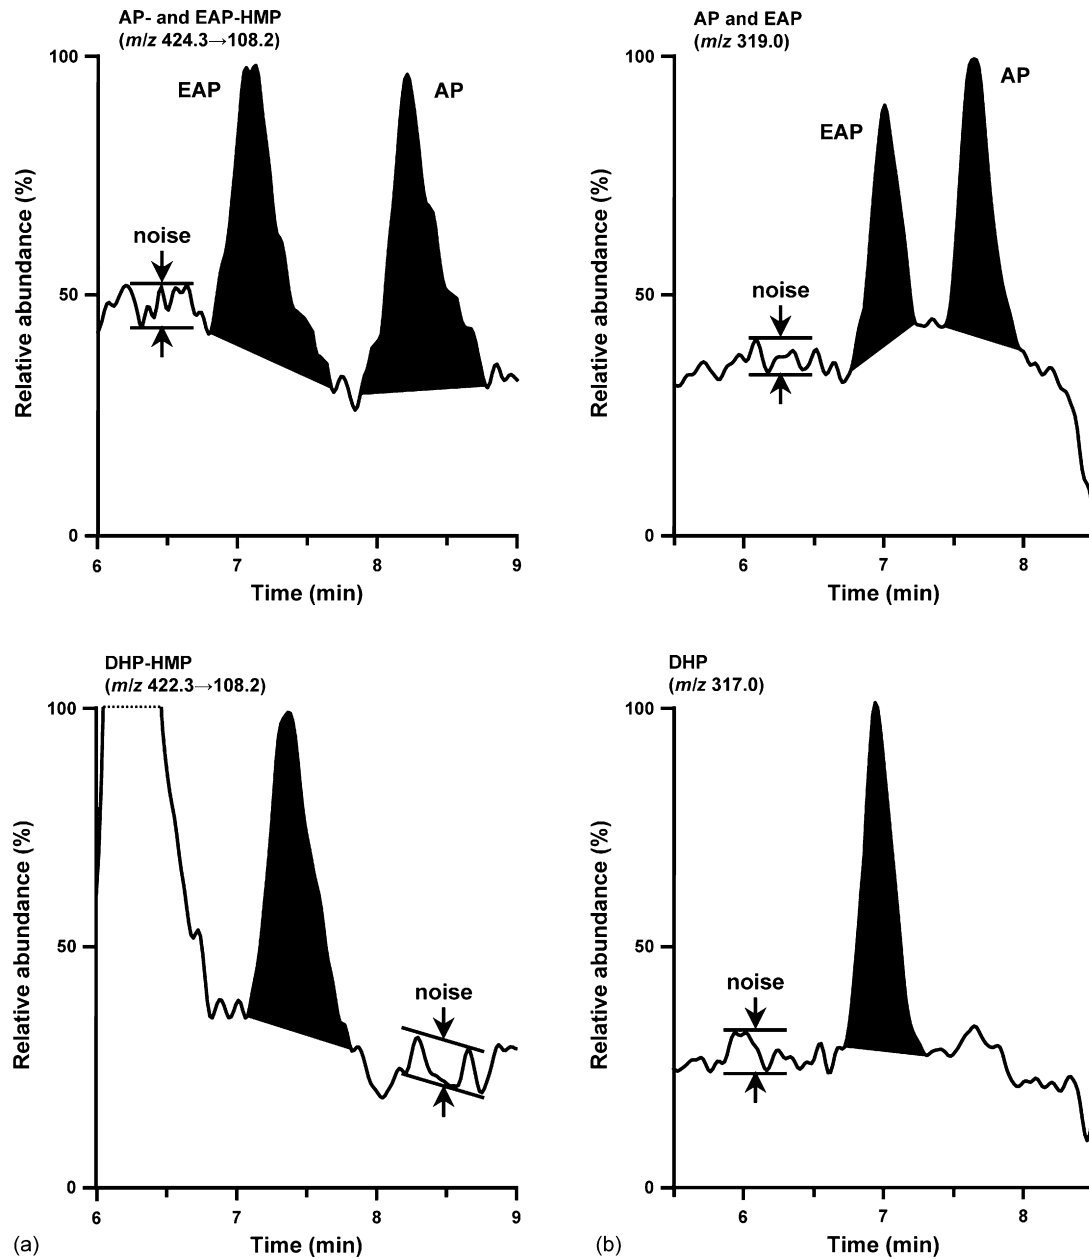 AP- and EAP-HMP
(m/z 424.3→108.2)
100
50
0
Relative abundance (%)
EAP
AP
noise
6
7
8
9
Time (min)
AP and EAP
(m/z 319.0)
100
50
0
Relative abundance (%)
EAP
AP
noise
6
7
8
Time (min)
DHP-HMP
(m/z 422.3→108.2)
100
50
0
Relative abundance (%)
noise
6
7
8
9
Time (min)
(a)
DHP
(m/z 317.0)
100
50
0
Relative abundance (%)
noise
6
7
8
Time (min)
(b)